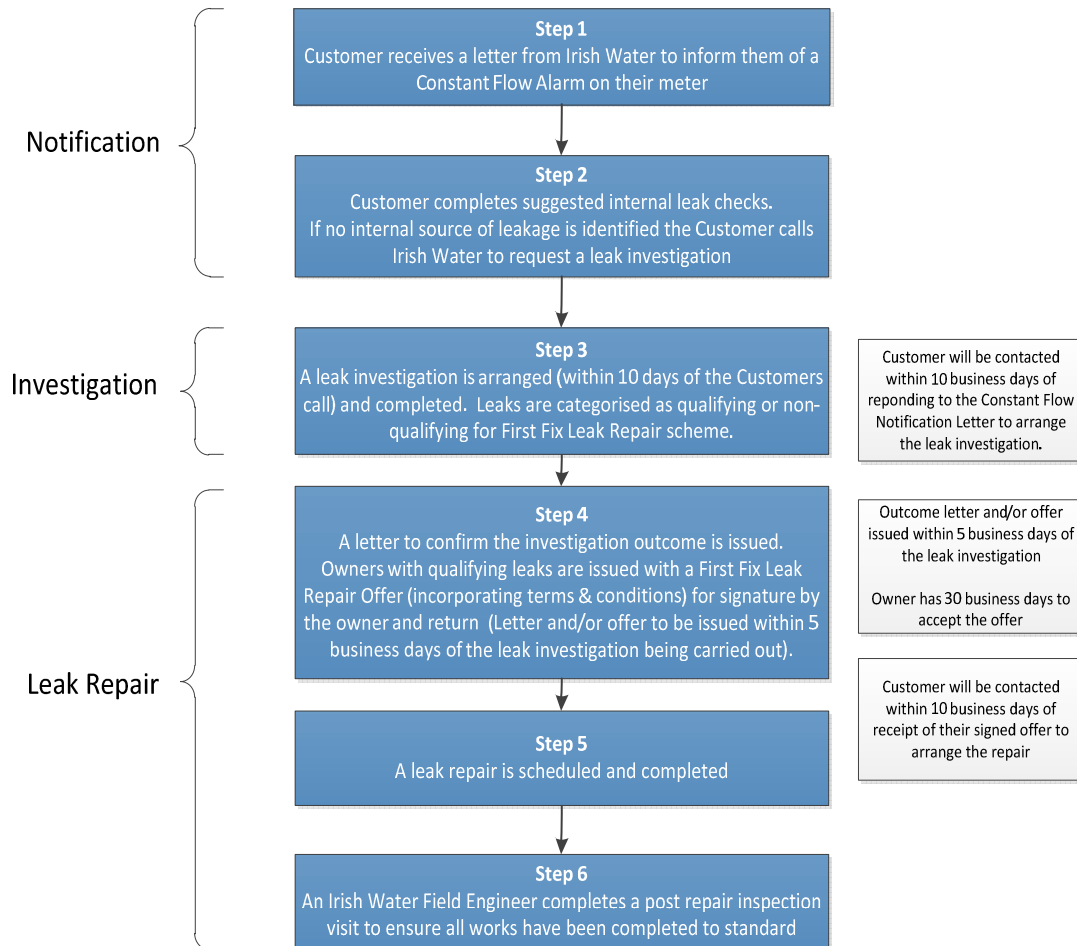 Notification
Step 1
Customer receives a letter from Irish Water to inform them of a
Constant Flow Alarm on their meter
Step 2
Customer completes suggested internal leak checks.
If no internal source of leakage is identified the Customer calls
Irish Water to request a leak investigation
Investigation
Step 3
A leak investigation is arranged (within 10 days of the Customers
call) and completed. Leaks are categorised as qualifying or non-
qualifying for First Fix Leak Repair scheme.
Customer will be contacted
within 10 business days of
reponding to the Constant Flow
Notification Letter to arrange
the leak investigation.
Leak Repair
Step 4
A letter to confirm the investigation outcome is issued.
Owners with qualifying leaks are issued with a First Fix Leak
Repair Offer (incorporating terms & conditions) for signature by
the owner and return (Letter and/or offer to be issued within 5
business days of the leak investigation being carried out).
Outcome letter and/or offer
issued within 5 business days of
the leak investigation
Owner has 30 business days to
accept the offer
Step 5
A leak repair is scheduled and completed
Customer will be contacted
within 10 business days of
receipt of their signed offer to
arrange the repair
Step 6
An Irish Water Field Engineer completes a post repair inspection
visit to ensure all works have been completed to standard